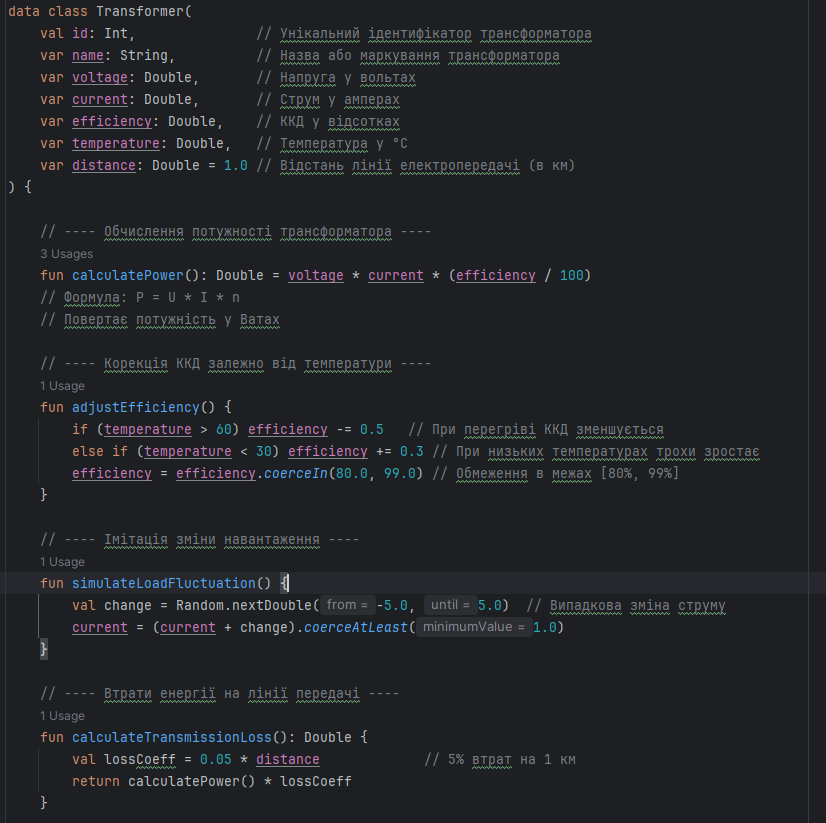 data class Transformer(
    val id: Int,               // Унікальний ідентифікатор трансформатора
    var name: String,          // Назва або маркування трансформатора
    var voltage: Double,       // Напруга у вольтах
    var current: Double,       // Струм у амперах
    var efficiency: Double,    // ККД у відсотках
    var temperature: Double,   // Температура у °C
    var distance: Double = 1.0 // Відстань лінії електропередачі (в км)
) {
    // ---- Обчислення потужності трансформатора ----
    3 Usages
    fun calculatePower(): Double = voltage * current * (efficiency / 100)
    // Формула: P = U * I * n
    // Повертає потужність у Ватах
    // ---- Корекція ККД залежно від температури ----
    1 Usage
    fun adjustEfficiency() {
        if (temperature > 60) efficiency -= 0.5   // При перегріві ККД зменшується
        else if (temperature < 30) efficiency += 0.3 // При низьких температурах трохи зростає
        efficiency = efficiency.coerceIn(80.0, 99.0) // Обмеження в межах [80%, 99%]
    }
    // ---- Імітація зміни навантаження ----
    1 Usage
    fun simulateLoadFluctuation() {
        val change = Random.nextDouble( from = -5.0, until = 5.0)  // Випадкова зміна струму
        current = (current + change).coerceAtLeast( minimumValue = 1.0)
    }
    // ---- Втрати енергії на лінії передачі ----
    1 Usage
    fun calculateTransmissionLoss(): Double {
        val lossCoeff = 0.05 * distance             // 5% втрат на 1 км
        return calculatePower() * lossCoeff
    }